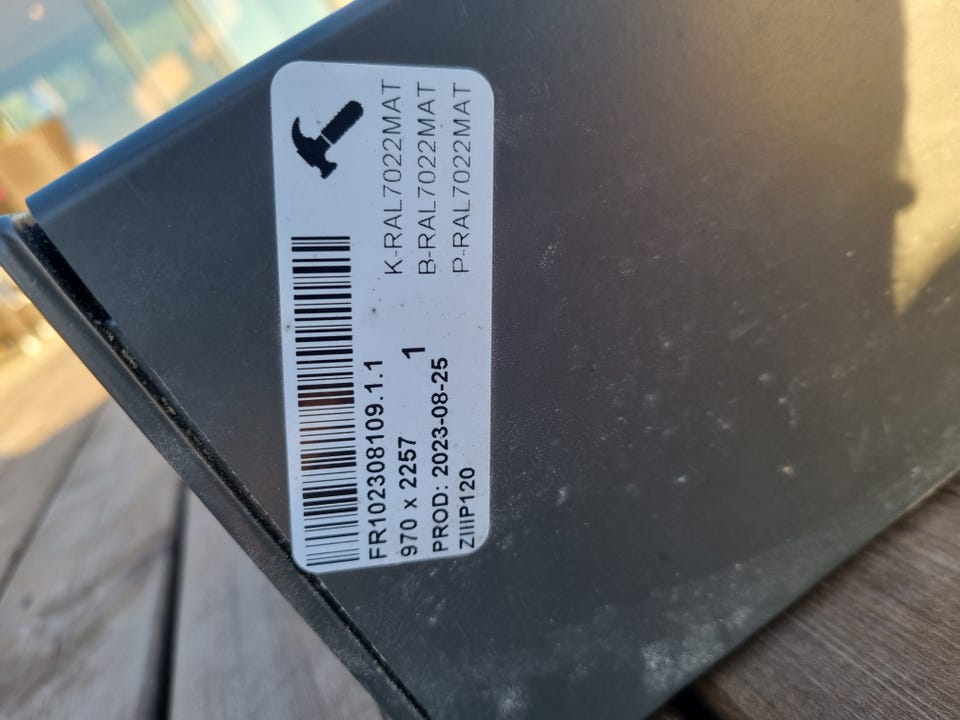 K-RAL7022MAT
B-RAL7022MAT
P-RAL7022MAT
FR102308109.1.1
970 x 2257 1
PROD: 2023-08-25
ZIIIP120